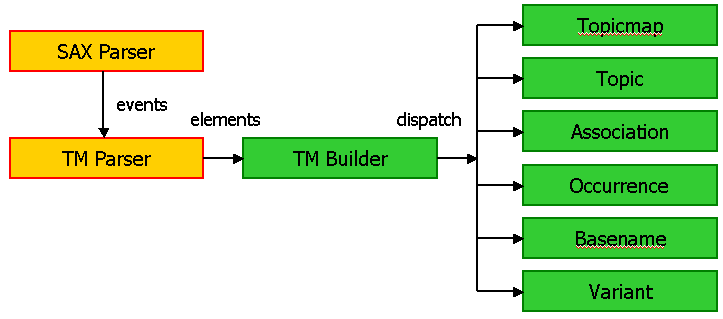 SAX Parser
events
TM Parser
elements
TM Builder
dispatch
Topicmap
Topic
Association
Occurrence
Basename
Variant